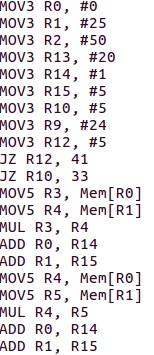 MOV3 R0, #0
MOV3 R1, #25
MOV3 R2, #50
MOV3 R13, #20
MOV3 R14, #1
MOV3 R15, #5
MOV3 R10, #5
MOV3 R9, #24
MOV3 R12, #5
JZ R12, 41
JZ R10, 33
MOV5 R3, Mem[R0]
MOV5 R4, Mem[R1]
MUL R3, R4
ADD R0, R14
ADD R1, R15
MOV5 R4, Mem[R0]
MOV5 R5, Mem[R1]
MUL R4, R5
ADD R0, R14
ADD R1, R15